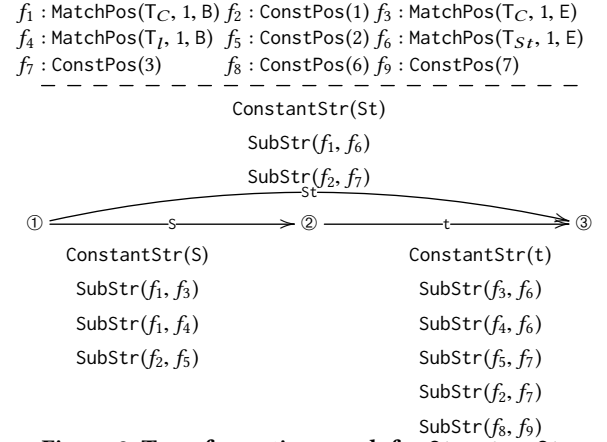 f1 : MatchPos(TC, 1, B) f2 : ConstPos(1) f3 : MatchPos(TC, 1, E)
f4 : MatchPos(Tl, 1, B) f5 : ConstPos(2) f6 : MatchPos(TSt, 1, E)
f7 : ConstPos(3) f8 : ConstPos(6) f9 : ConstPos(7)
ConstantStr(St)
SubStr(f1, f6)
SubStr(f2, f7)
St
① S ② t ③
ConstantStr(S) ConstantStr(t)
SubStr(f1, f3) SubStr(f3, f6)
SubStr(f1, f4) SubStr(f4, f6)
SubStr(f2, f5) SubStr(f5, f7)
SubStr(f2, f7)
SubStr(f8, f9)